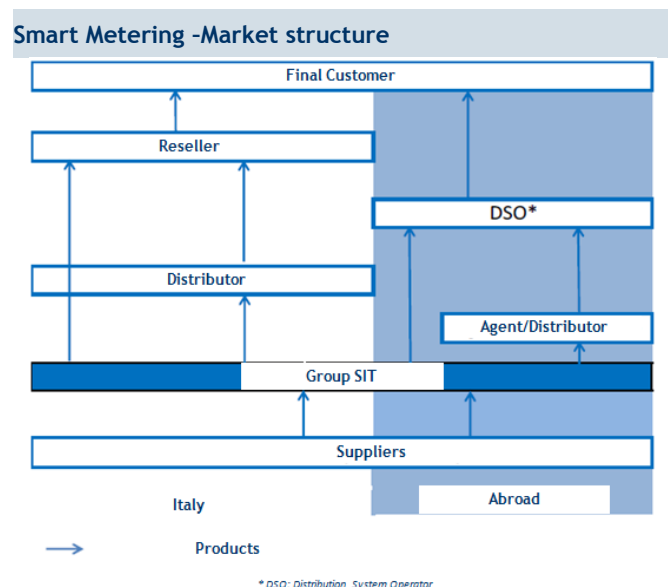 Smart Metering –Market structure
Final Customer
Reseller
DSO*
Distributor
Agent/Distributor
Group SIT
Suppliers
Italy
Abroad
Products
* DSO: Distribution System Operator